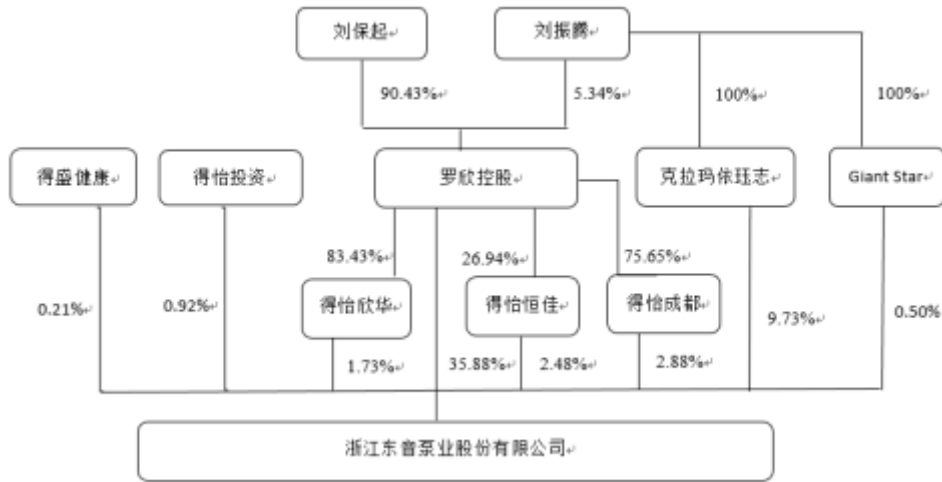 刘保起
刘振腾
90.43%
5.34%
100%
100%
得盛健康
得怡投资
罗欣控股
克拉玛依珏志
Giant Star
83.43%
26.94%
75.65%
0.21%
0.92%
得怡欣华
得怡恒佳
得怡成都
9.73%
0.50%
1.73%
35.88%
2.48%
2.88%
浙江东音泵业股份有限公司